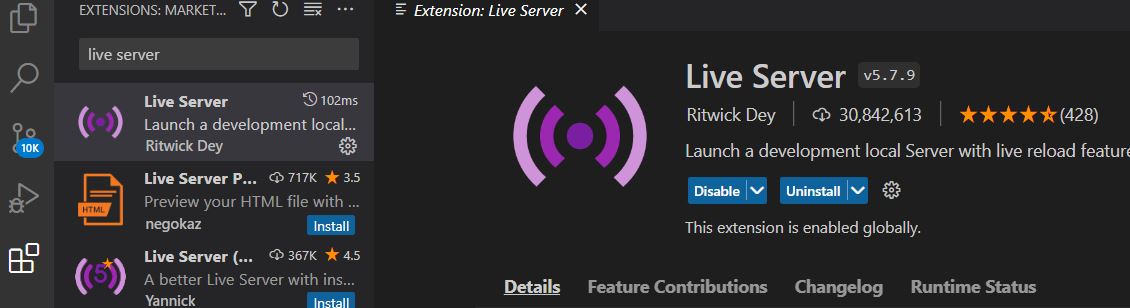 EXTENSIONS: MARKET...
live server
Live Server
102ms
Launch a development local...
Ritwick Dey
10K
Live Server P... 717K 3.5
Preview your HTML file with ...
negokaz
Install
HTML
Live Server (... 367K 4.5
A better Live Server with ins...
Yannick
Install
5
Extension: Live Server
Live Server v5.7.9
Ritwick Dey 30,842,613 (428)
Launch a development local Server with live reload feature
Disable Uninstall
This extension is enabled globally.
Details Feature Contributions Changelog Runtime Status